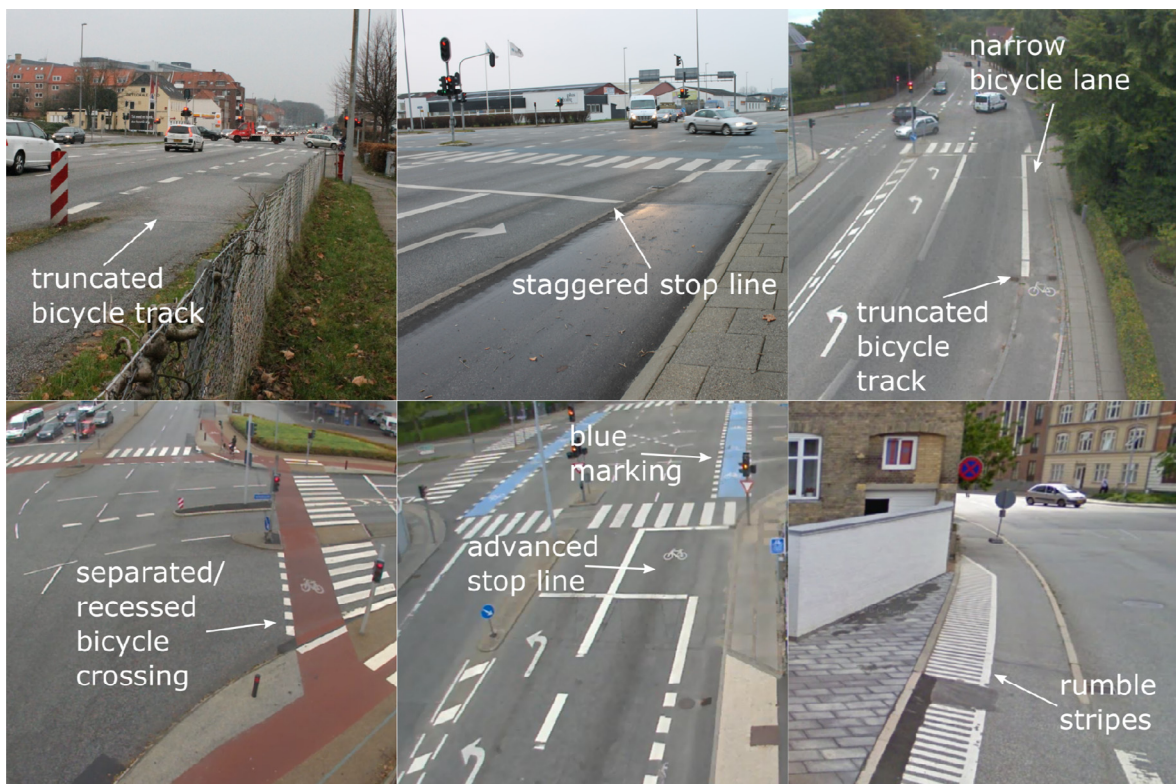 truncated
bicycle track
staggered stop line
narrow
bicycle lane
truncated
bicycle
track
separated/
recessed
bicycle
crossing
blue
marking
advanced
stop line
rumble
stripes